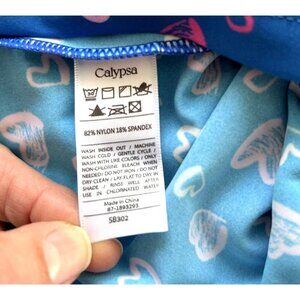 Calypsa
82% NYLON 18% SPANDEX
WASH INSIDE OUT / MACHINE
WASH COLD / GENTLE CYCLE /
WASH WITH LIKE COLORS / ONLY
NON-CHLORINE BLEACH WHEN
NEEDED / DO NOT IRON / DO NOT
DRY CLEAN / LAY FLAT TO DRY IN
SHADE / RINSE WELL AFTER
USE IN CHLORINATED WATER
Made in China
87-1893293
SB302